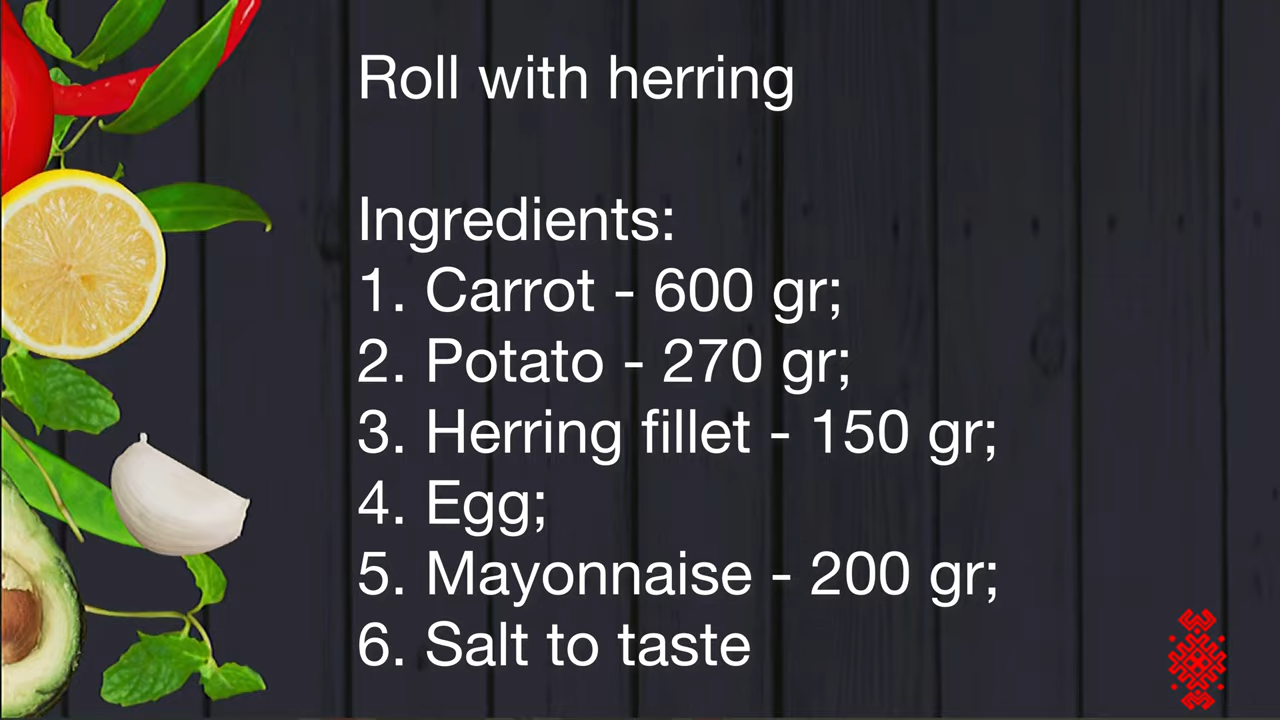 Roll with herring
Ingredients:
1. Carrot - 600 gr;
2. Potato - 270 gr;
3. Herring fillet - 150 gr;
4. Egg;
5. Mayonnaise - 200 gr;
6. Salt to taste